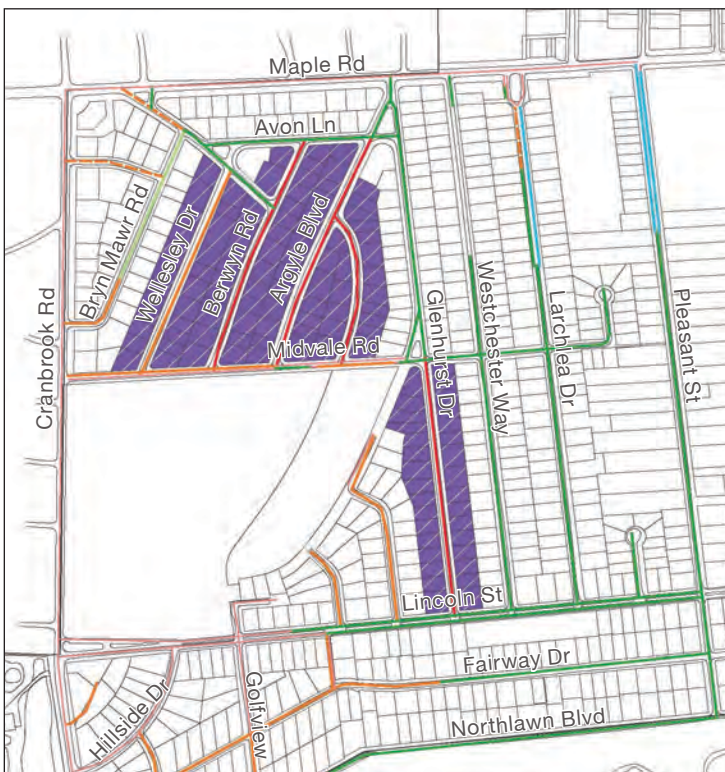 Maple Rd
Avon Ln
Bryn Mawr Rd
Wellesley Dr
Berwyn Rd
Argyle Blvd
Cranbrook Rd
Midvale Rd
Glenhurst Dr
Westchester Way
Larchlea Dr
Pleasant St
Lincoln St
Hillside Dr
Golfview
Fairway Dr
Northlawn Blvd